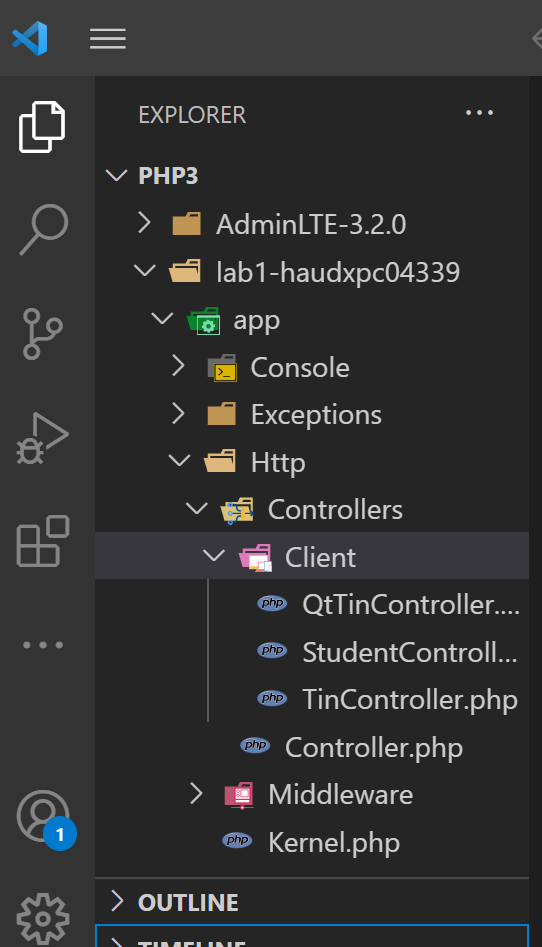 EXPLORER
PHP3
AdminLTE-3.2.0
lab1-haudxpc04339
app
Console
Exceptions
Http
Controllers
Client
php QtTinController....
php StudentControll...
php TinController.php
php Controller.php
Middleware
php Kernel.php
1
OUTLINE
TIMELINE